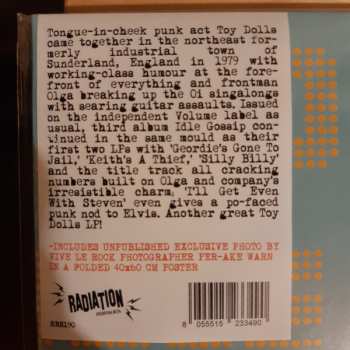 Tongue-in-cheek punk act Toy Dolls
came together in the northeast for-
merly industrial town of
Sunderland, England in 1979 with
working-class humour at the fore-
front of everything and frontman
Olga breaking up the Oi singalongs
with searing guitar assaults. Issued
on the independent Volume label as
usual, third album Idle Gossip con-
tinued in the same mould as their
first two LPs with 'Geordie's Gone To
Jail,' 'Keith's A Thief,' 'Silly Billy'
and the title track all cracking
numbers built on Olga and company's
irresistible charm. 'I'll Get Even
With Steven' even gives a po-faced
punk nod to Elvis. Another great Toy
Dolls LP!
-INCLUDES UNPUBLISHED EXCLUSIVE PHOTO BY
VIVE LE ROCK PHOTOGRAPHER PER-AKE WARN
IN A FOLDED 40x60 CM POSTER
RADIATION
RRS190
8 055515 233490